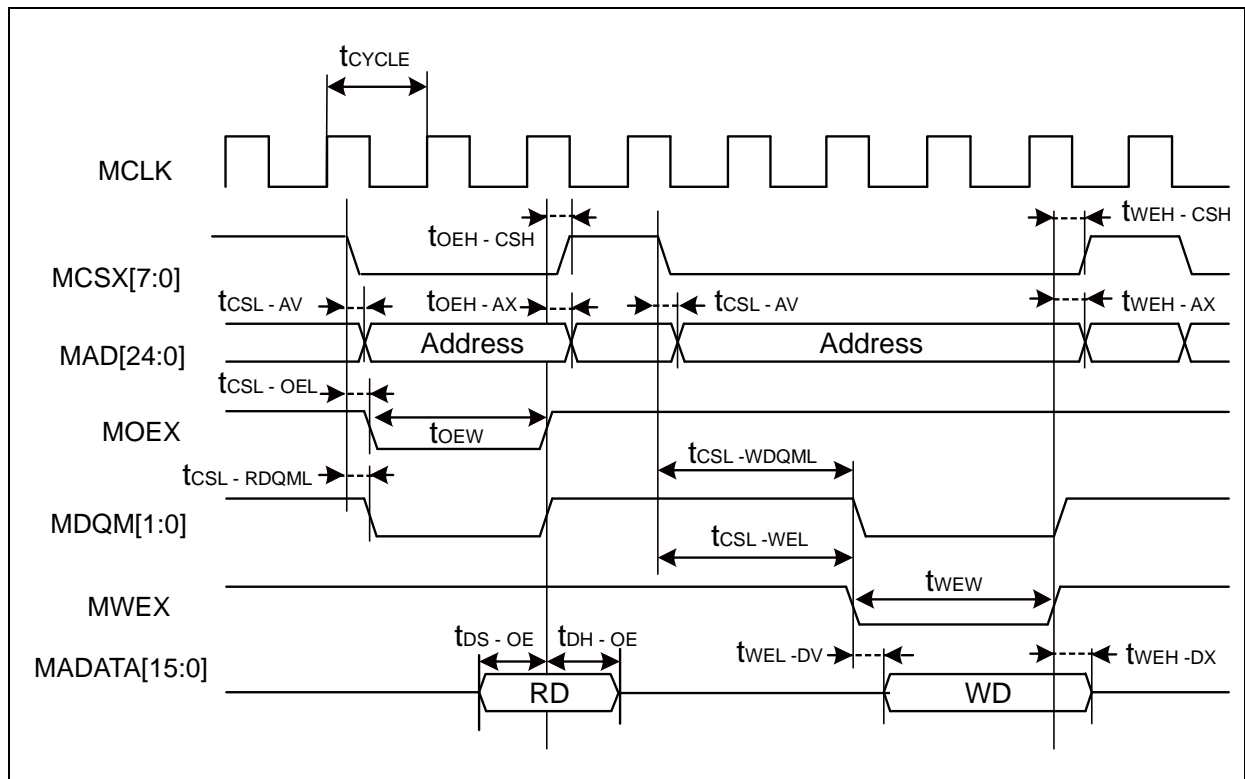 tCYCLE
MCLK
tOEH - CSH
tWEH - CSH
MCSX[7:0]
tCSL - AV
tOEH - AX
tCSL - AV
tWEH - AX
MAD[24:0]
Address
Address
tCSL - OEL
MOEX
tOEW
tCSL -WDQML
tCSL - RDQML
MDQM[1:0]
tCSL -WEL
MWEX
tWEW
tDS - OE
tDH - OE
tWEL -DV
tWEH -DX
MADATA[15:0]
RD
WD